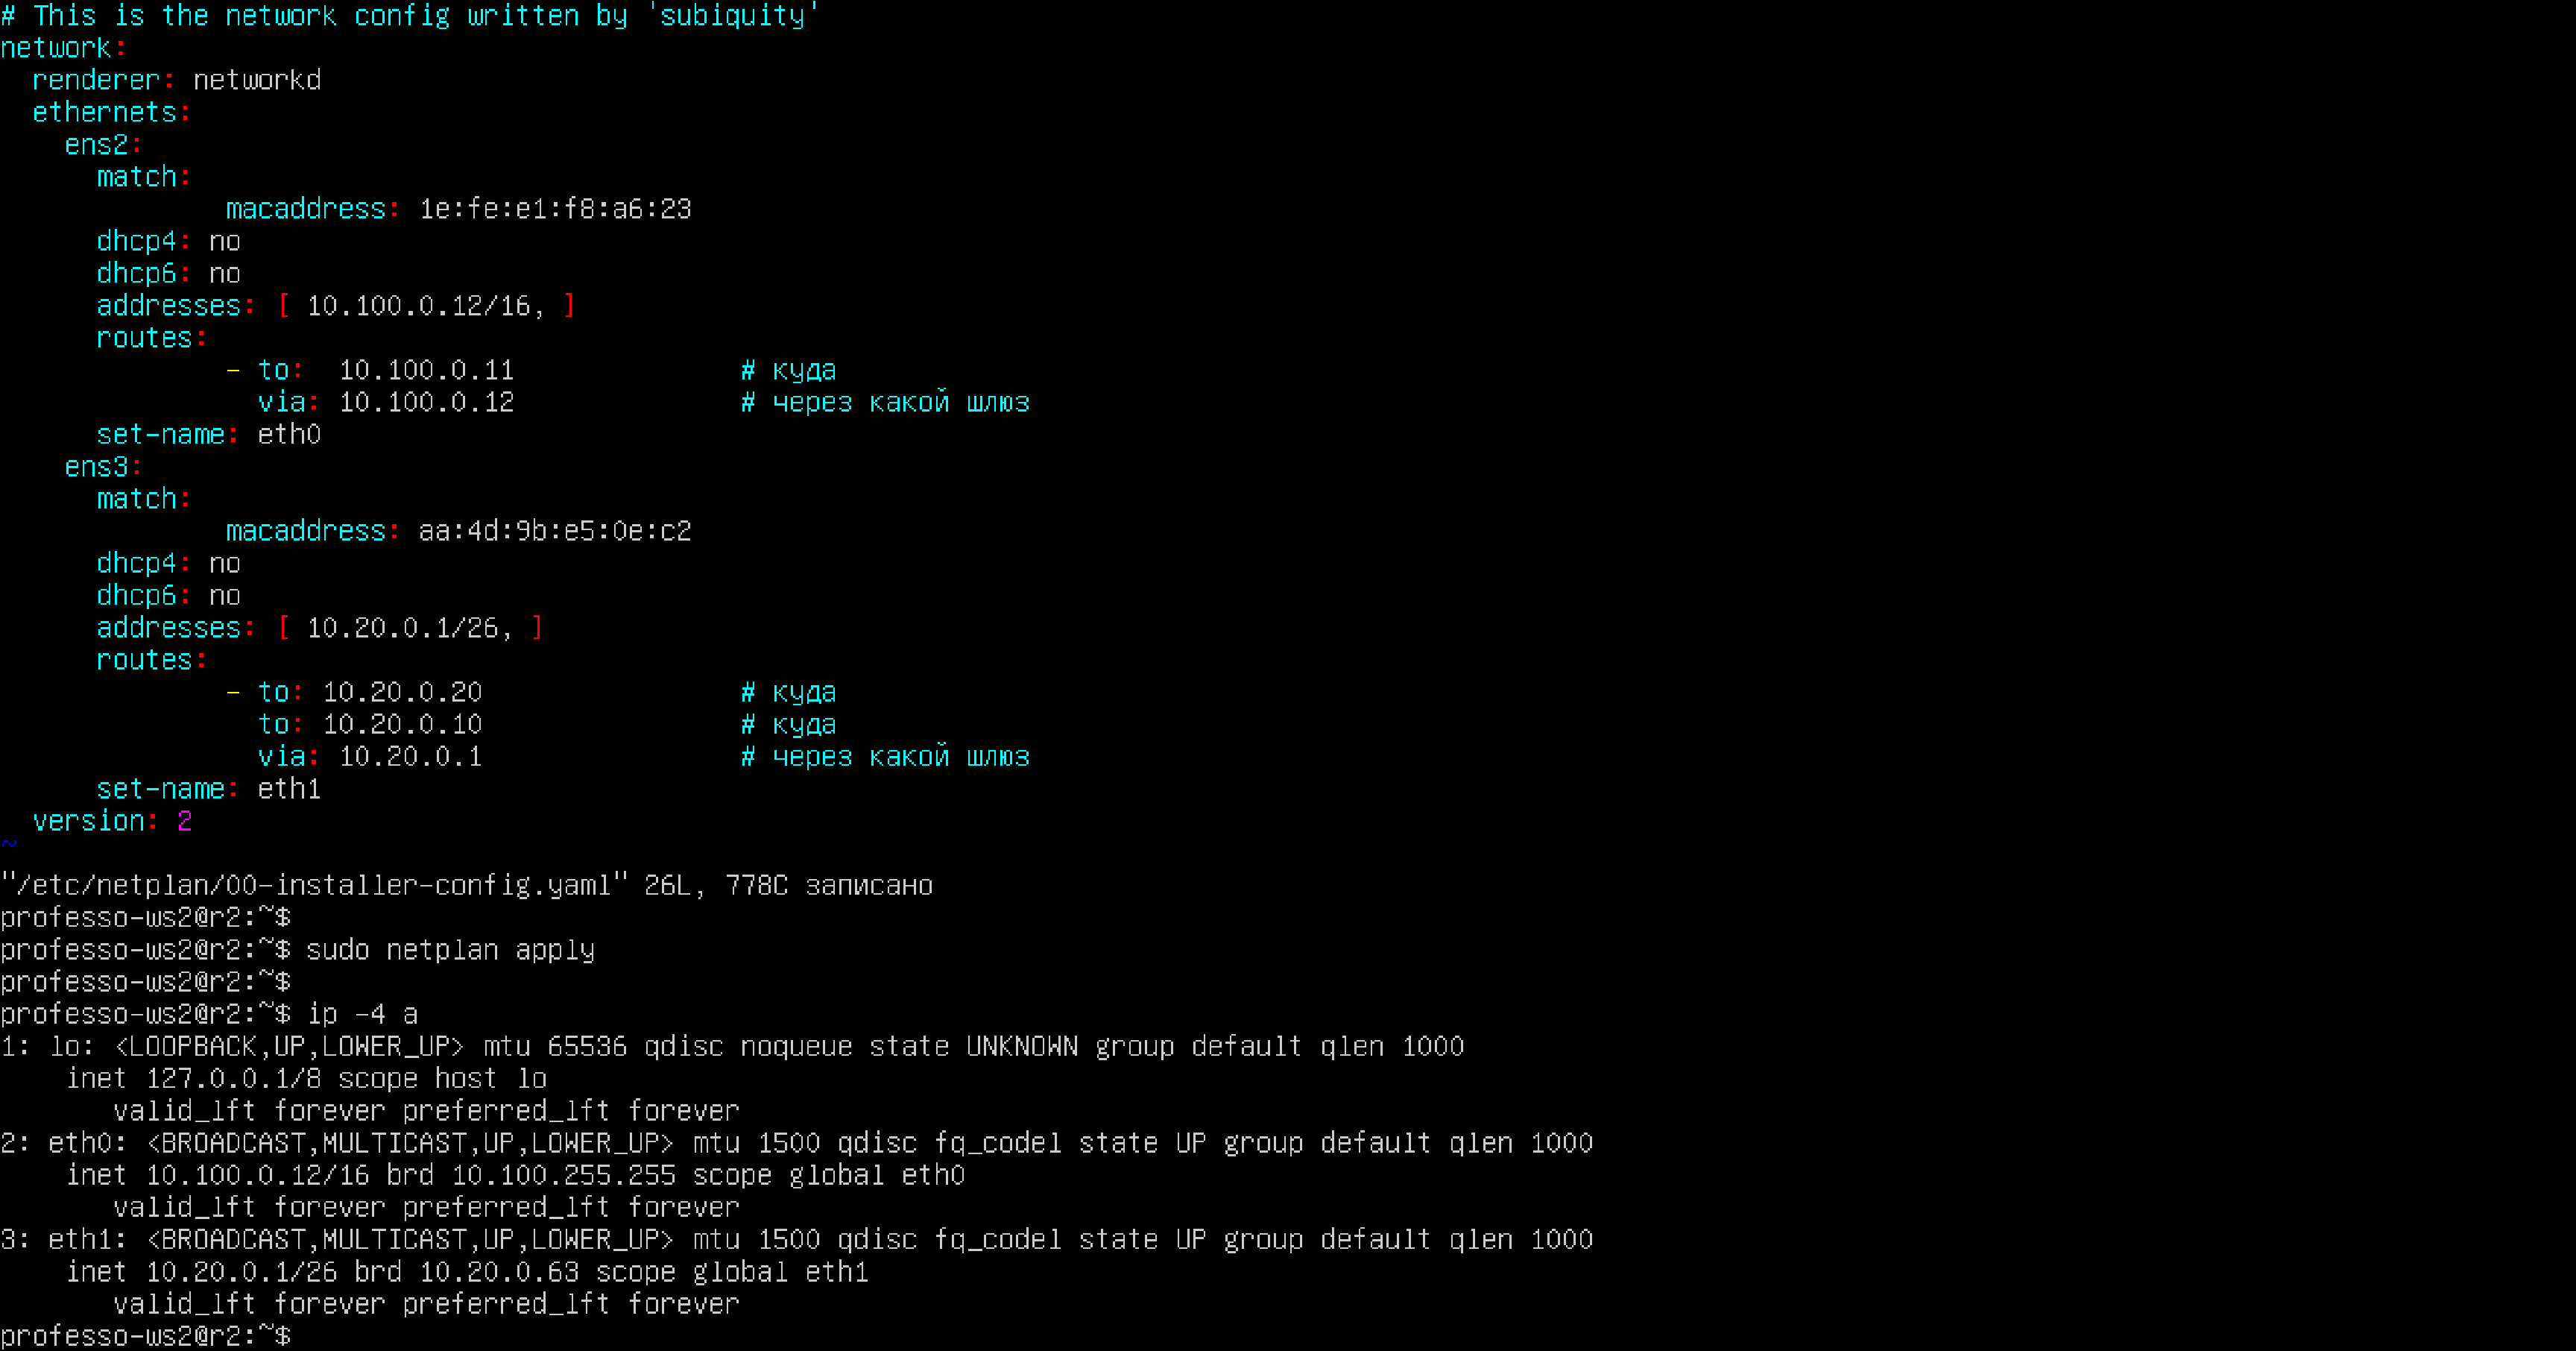 # This is the network config written by 'subiquity'
network:
  renderer: networkd
  ethernets:
    ens2:
      match:
              macaddress: 1e:fe:e1:f8:a6:23
      dhcp4: no
      dhcp6: no
      addresses: [ 10.100.0.12/16, ]
      routes:
              - to:  10.100.0.11              # куда
                via: 10.100.0.12              # через какой шлюз
      set-name: eth0
    ens3:
      match:
              macaddress: aa:4d:9b:e5:0e:c2
      dhcp4: no
      dhcp6: no
      addresses: [ 10.20.0.1/26, ]
      routes:
              - to: 10.20.0.20                # куда
                to: 10.20.0.10                # куда
                via: 10.20.0.1                # через какой шлюз
      set-name: eth1
  version: 2
~
"/etc/netplan/00-installer-config.yaml" 26L, 778C записано
professo-ws2@r2:~$
professo-ws2@r2:~$ sudo netplan apply
professo-ws2@r2:~$
professo-ws2@r2:~$ ip -4 a
1: lo: <LOOPBACK,UP,LOWER_UP> mtu 65536 qdisc noqueue state UNKNOWN group default qlen 1000
    inet 127.0.0.1/8 scope host lo
       valid_lft forever preferred_lft forever
2: eth0: <BROADCAST,MULTICAST,UP,LOWER_UP> mtu 1500 qdisc fq_codel state UP group default qlen 1000
    inet 10.100.0.12/16 brd 10.100.255.255 scope global eth0
       valid_lft forever preferred_lft forever
3: eth1: <BROADCAST,MULTICAST,UP,LOWER_UP> mtu 1500 qdisc fq_codel state UP group default qlen 1000
    inet 10.20.0.1/26 brd 10.20.0.63 scope global eth1
       valid_lft forever preferred_lft forever
professo-ws2@r2:~$